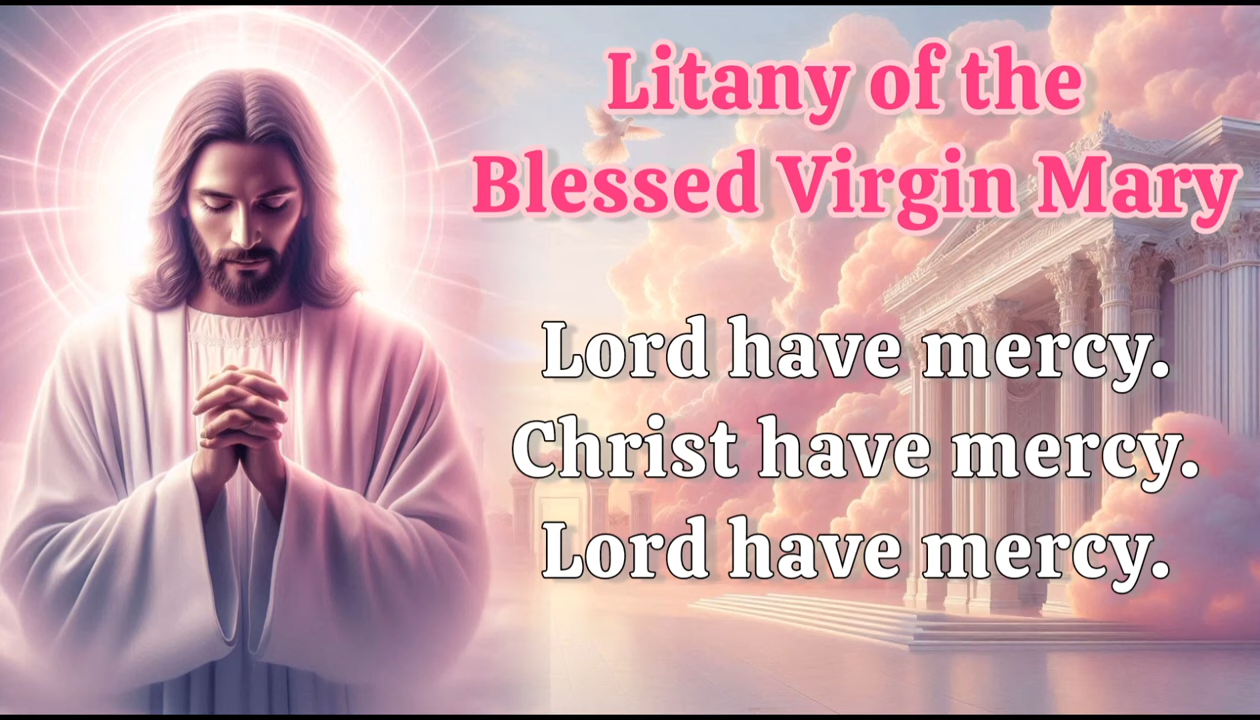 Litany of the
Blessed Virgin Mary
Lord have mercy.
Christ have mercy.
Lord have mercy.